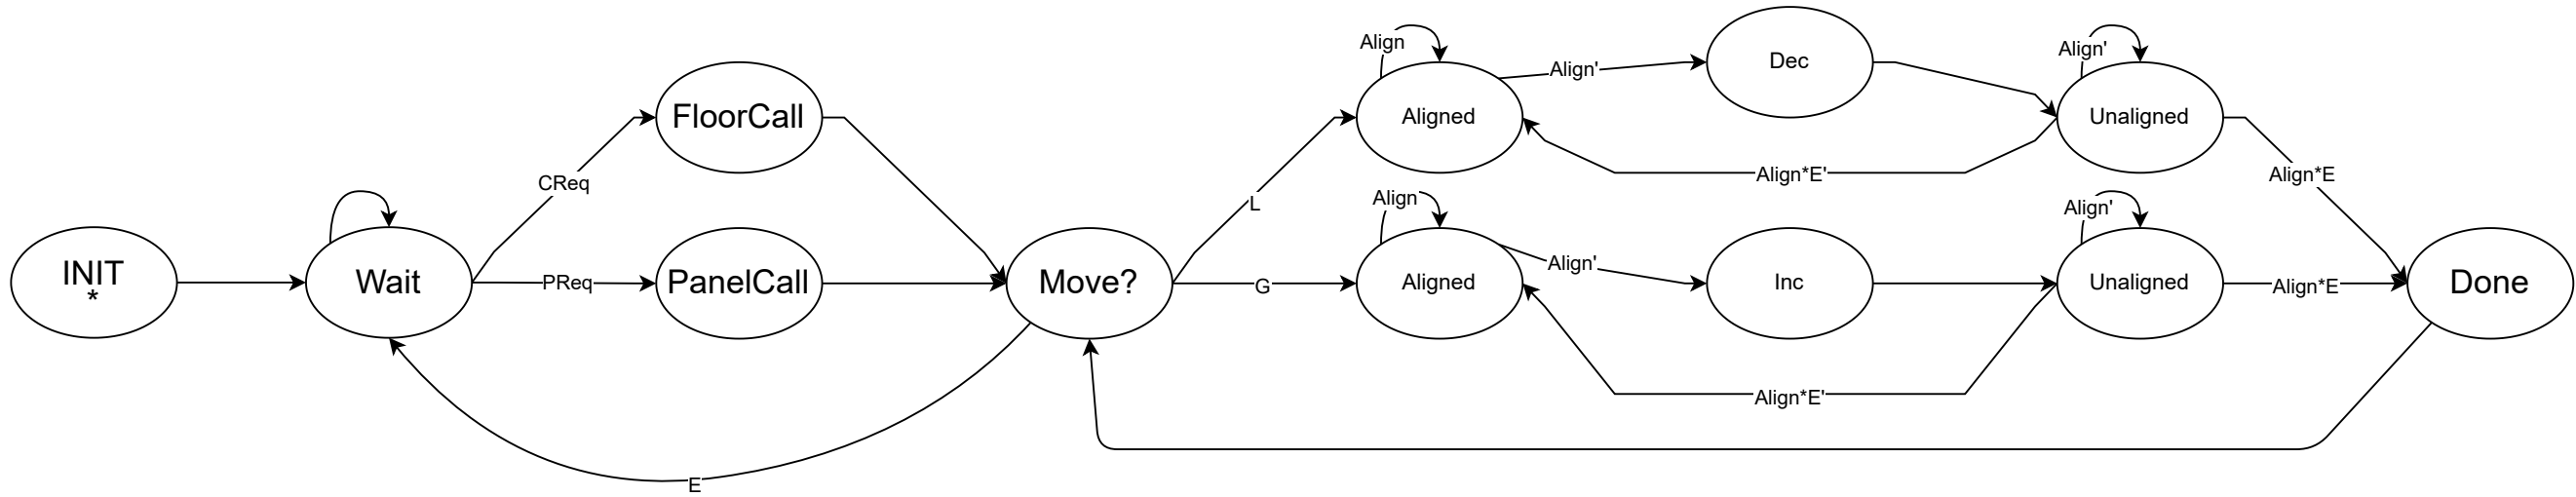 INIT
*
Wait
CReq
PReq
FloorCall
PanelCall
Move?
E
L
G
Align
Aligned
Align'
Dec
Align'
Unaligned
Align*E'
Align*E
Align
Aligned
Align'
Inc
Align'
Unaligned
Align*E'
Align*E
Done